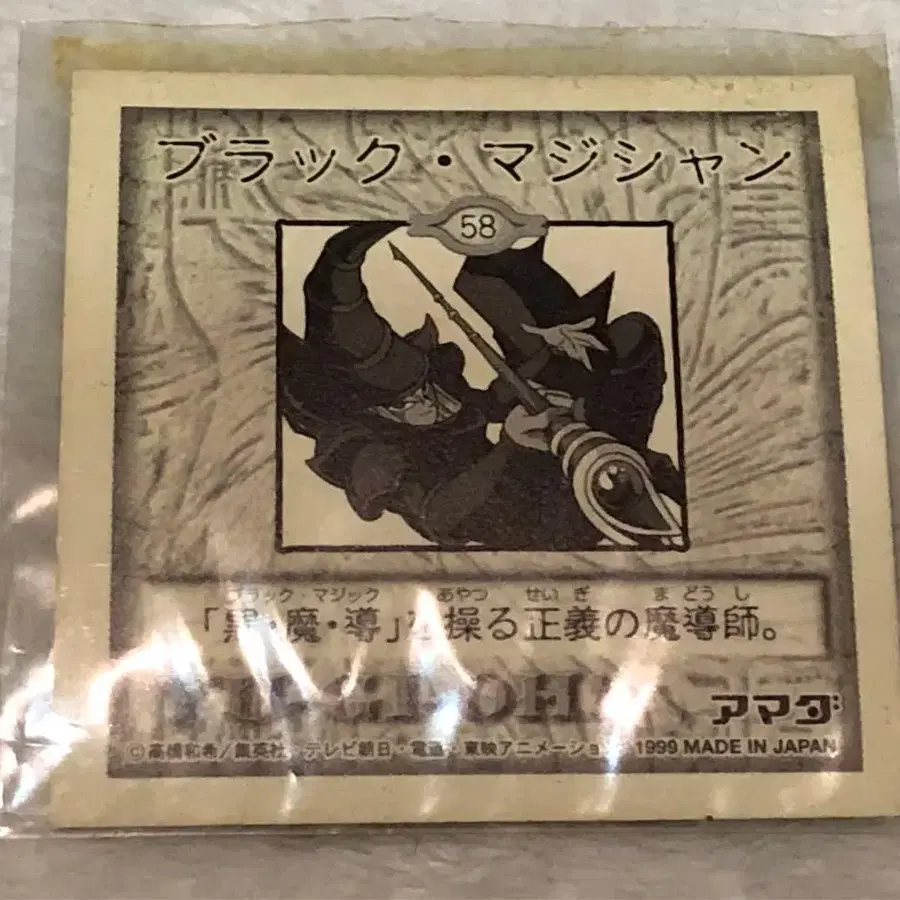 ブラック・マジシャン
58
ブラック・マジック あやつ せいぎ まどうし
「黒・魔・導」を操る正義の魔導師。
アマダ
©高橋和希/集英社・テレビ朝日・電通・東映アニメーション 1999 MADE IN JAPAN